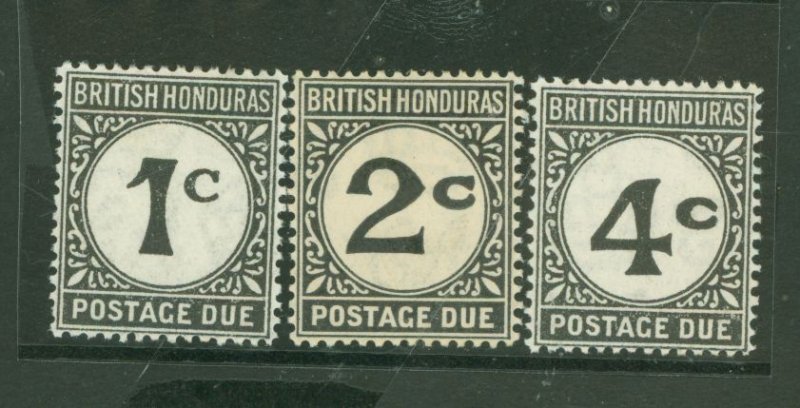 BRITISH HONDURAS
1c
POSTAGE DUE
BRITISH HONDURAS
2c
POSTAGE DUE
BRITISH HONDURAS
4c
POSTAGE DUE